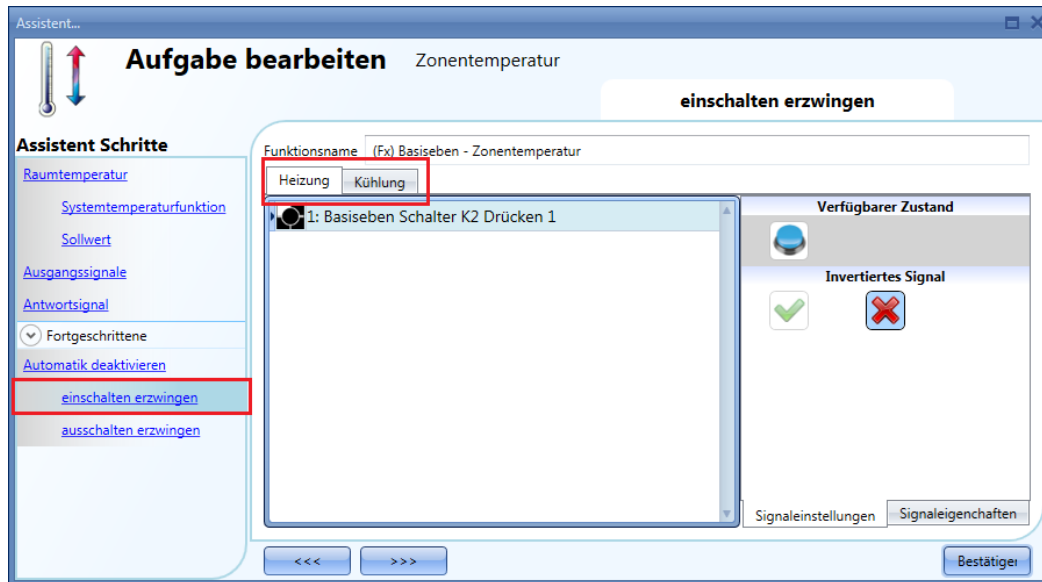 Assistent...
Aufgabe bearbeiten Zonentemperatur
einschalten erzwingen
Assistent Schritte
Raumtemperatur
Systemtemperaturfunktion
Sollwert
Ausgangssignale
Antwortsignal
Fortgeschrittene
Automatik deaktivieren
einschalten erzwingen
ausschalten erzwingen
Funktionsname (Fx) Basiseben - Zonentemperatur
Heizung Kühlung
1: Basiseben Schalter K2 Drücken 1
Verfügbarer Zustand
Invertiertes Signal
Signaleinstellungen Signaleigenchaften
<<< >>> Bestätiger